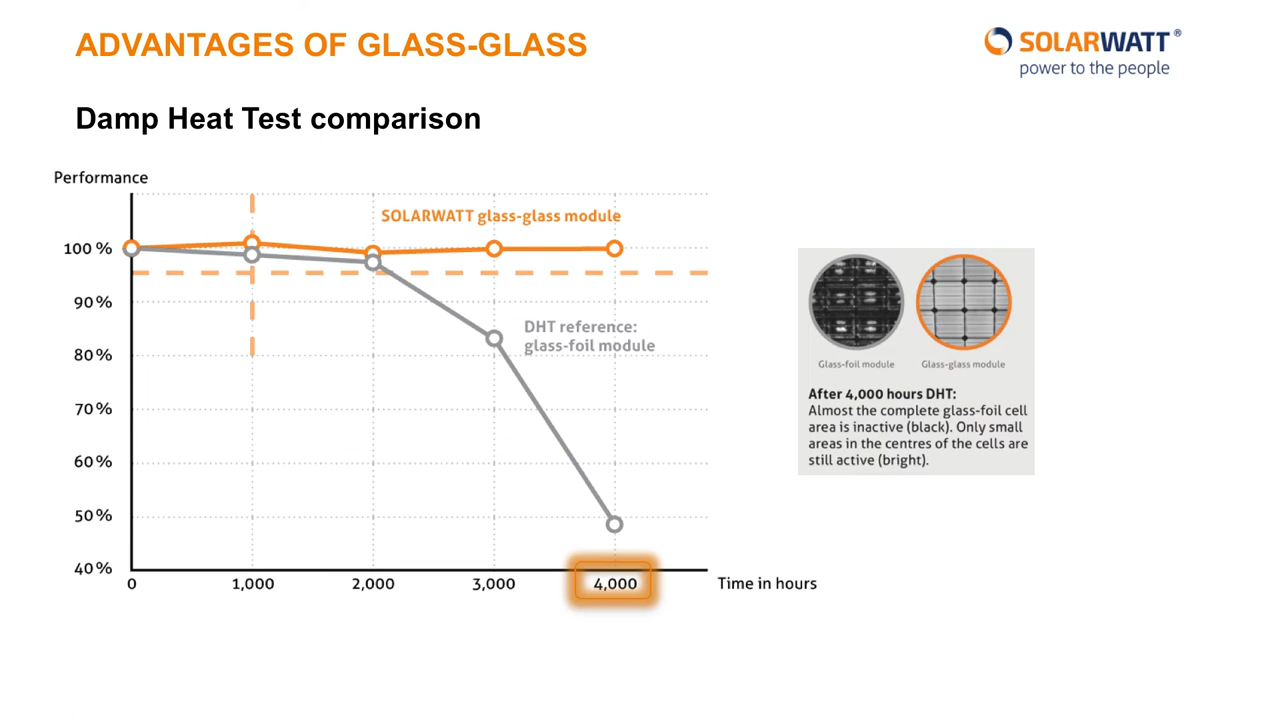 ADVANTAGES OF GLASS-GLASS
SOLARWATT®
power to the people
Damp Heat Test comparison
Performance
SOLARWATT glass-glass module
100 %
90 %
80 %
70 %
60 %
50 %
40 %
DHT reference:
glass-foil module
0
1,000
2,000
3,000
4,000
Time in hours
Glass-foil module
Glass-glass module
After 4,000 hours DHT:
Almost the complete glass-foil cell
area is inactive (black). Only small
areas in the centres of the cells are
still active (bright).